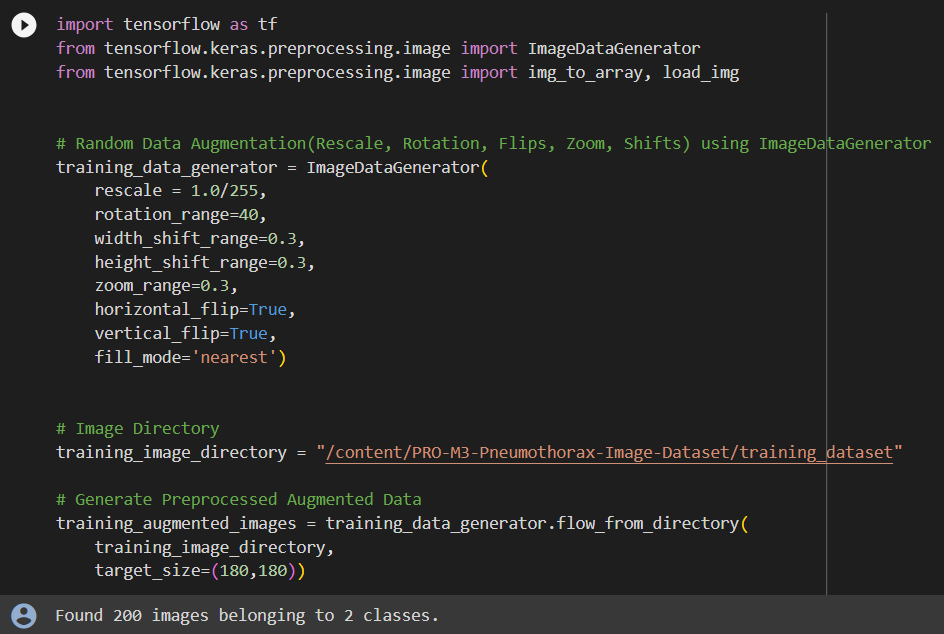 import tensorflow as tf
from tensorflow.keras.preprocessing.image import ImageDataGenerator
from tensorflow.keras.preprocessing.image import img_to_array, load_img
# Random Data Augmentation(Rescale, Rotation, Flips, Zoom, Shifts) using ImageDataGenerator
training_data_generator = ImageDataGenerator(
    rescale = 1.0/255,
    rotation_range=40,
    width_shift_range=0.3,
    height_shift_range=0.3,
    zoom_range=0.3,
    horizontal_flip=True,
    vertical_flip=True,
    fill_mode='nearest')
# Image Directory
training_image_directory = "/content/PRO-M3-Pneumothorax-Image-Dataset/training_dataset"
# Generate Preprocessed Augmented Data
training_augmented_images = training_data_generator.flow_from_directory(
    training_image_directory,
    target_size=(180,180))
Found 200 images belonging to 2 classes.